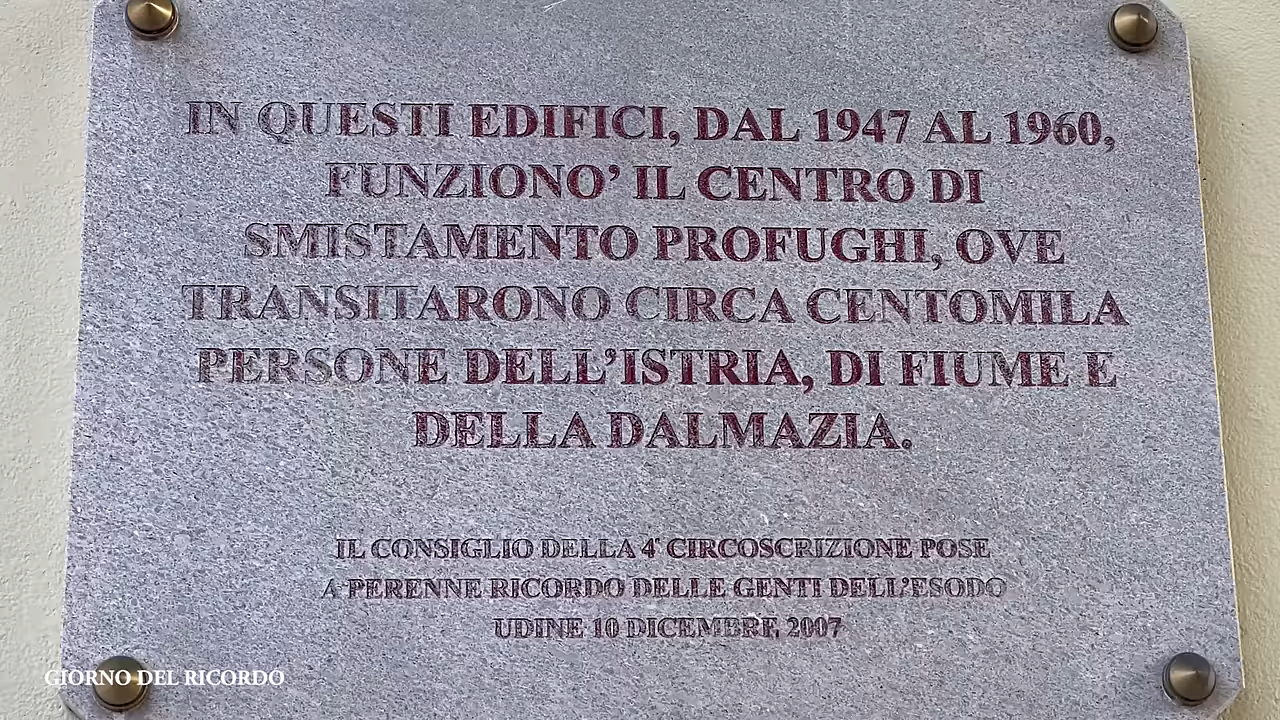 IN QUESTI EDIFICI, DAL 1947 AL 1960,
FUNZIONO' IL CENTRO DI
SMISTAMENTO PROFUGHI, OVE
TRANSITARONO CIRCA CENTOMILA
PERSONE DELL'ISTRIA, DI FIUME E
DELLA DALMAZIA.
IL CONSIGLIO DELLA 4ª CIRCOSCRIZIONE POSE
A PERENNE RICORDO DELLE GENTI DELL'ESODO
UDINE 10 DICEMBRE, 2007
GIORNO DEL RICORDO